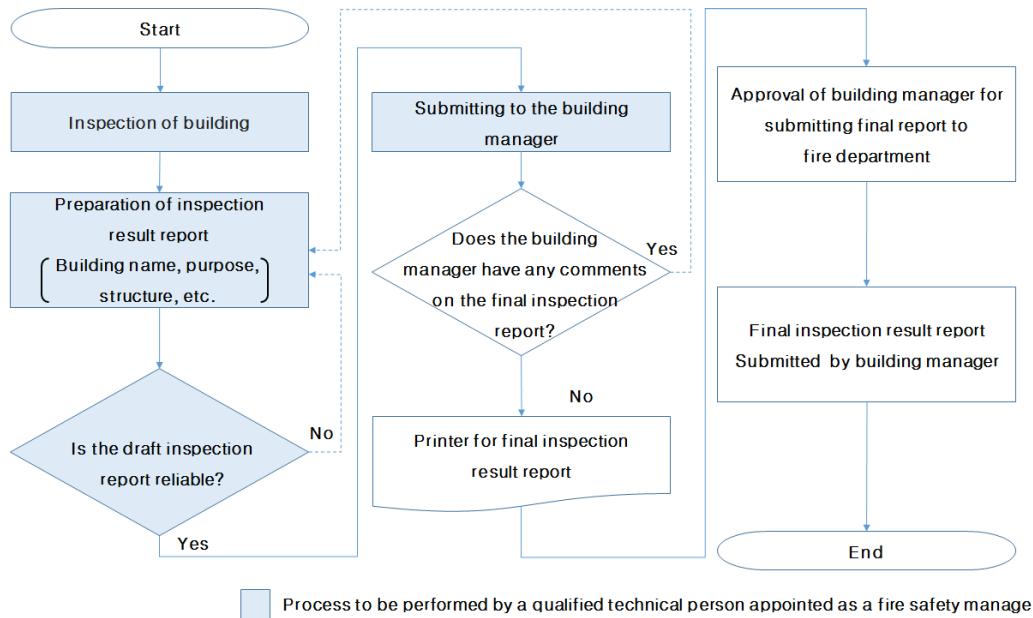 Start
Inspection of building
Preparation of inspection
result report
Building name, purpose,
structure, etc.
Is the draft inspection
report reliable?
No
Yes
Submitting to the building
manager
Does the building
manager have any comments
on the final inspection
report?
Yes
No
Printer for final inspection
result report
Approval of building manager for
submitting final report to
fire department
Final inspection result report
Submitted by building manager
End
Process to be performed by a qualified technical person appointed as a fire safety manage